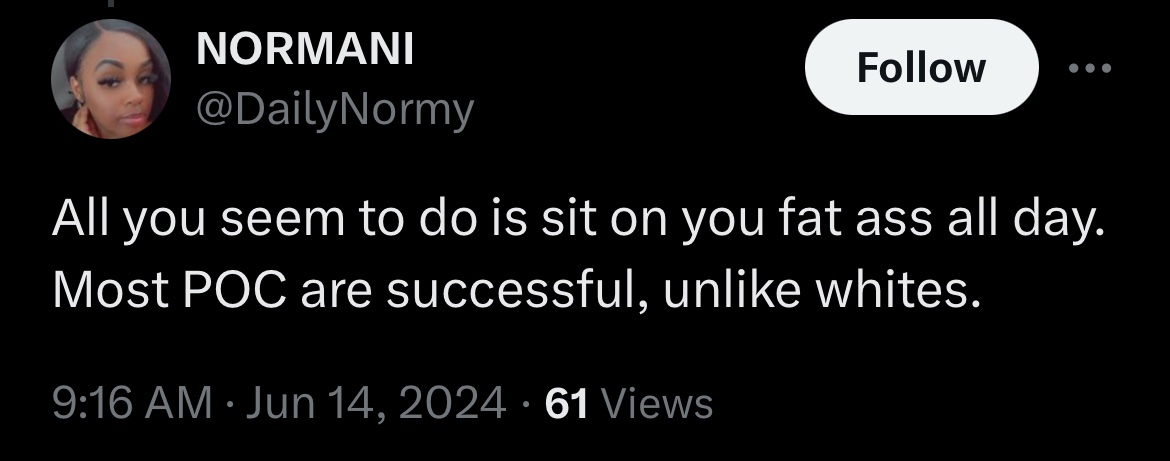 NORMANI
@DailyNormy
Follow
All you seem to do is sit on you fat ass all day.
Most POC are successful, unlike whites.
9:16 AM · Jun 14, 2024 · 61 Views